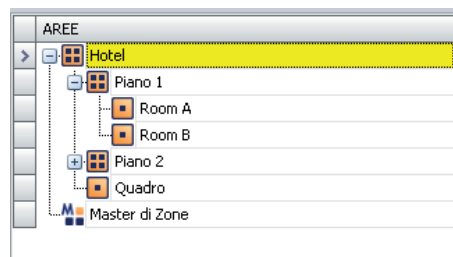 AREE
Hotel
Piano 1
Room A
Room B
Piano 2
Quadro
Master di Zone